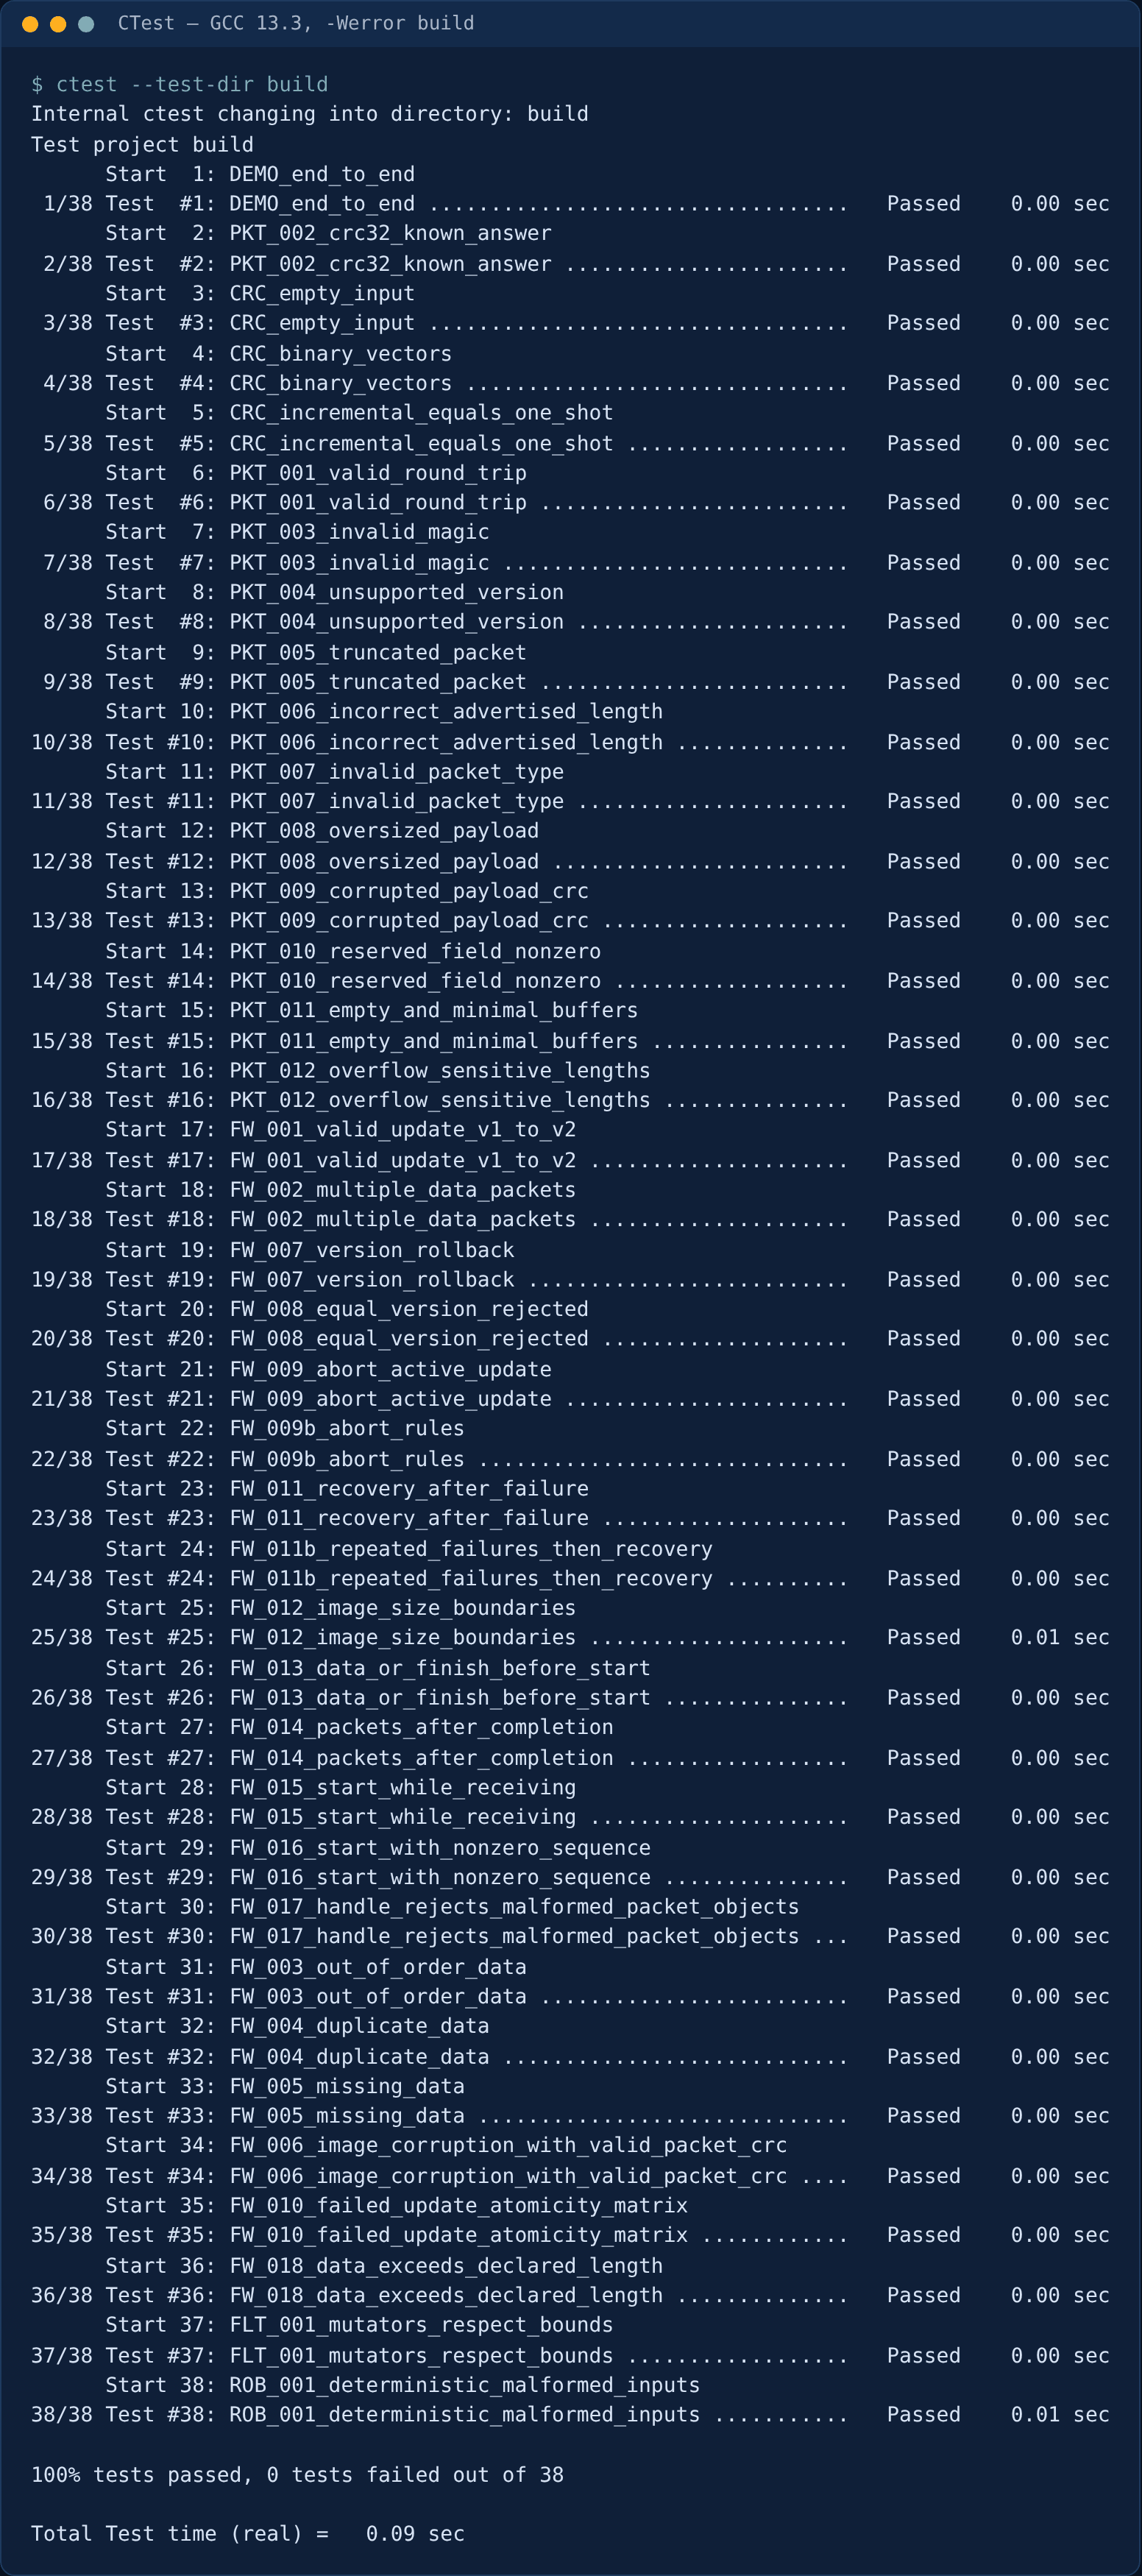 CTest — GCC 13.3, -Werror build
$ ctest --test-dir build
Internal ctest changing into directory: build
Test project build
      Start  1: DEMO_end_to_end
 1/38 Test  #1: DEMO_end_to_end ..................................   Passed    0.00 sec
      Start  2: PKT_002_crc32_known_answer
 2/38 Test  #2: PKT_002_crc32_known_answer .......................   Passed    0.00 sec
      Start  3: CRC_empty_input
 3/38 Test  #3: CRC_empty_input ..................................   Passed    0.00 sec
      Start  4: CRC_binary_vectors
 4/38 Test  #4: CRC_binary_vectors ...............................   Passed    0.00 sec
      Start  5: CRC_incremental_equals_one_shot
 5/38 Test  #5: CRC_incremental_equals_one_shot ..................   Passed    0.00 sec
      Start  6: PKT_001_valid_round_trip
 6/38 Test  #6: PKT_001_valid_round_trip .........................   Passed    0.00 sec
      Start  7: PKT_003_invalid_magic
 7/38 Test  #7: PKT_003_invalid_magic ............................   Passed    0.00 sec
      Start  8: PKT_004_unsupported_version
 8/38 Test  #8: PKT_004_unsupported_version ......................   Passed    0.00 sec
      Start  9: PKT_005_truncated_packet
 9/38 Test  #9: PKT_005_truncated_packet .........................   Passed    0.00 sec
      Start 10: PKT_006_incorrect_advertised_length
10/38 Test #10: PKT_006_incorrect_advertised_length ..............   Passed    0.00 sec
      Start 11: PKT_007_invalid_packet_type
11/38 Test #11: PKT_007_invalid_packet_type ......................   Passed    0.00 sec
      Start 12: PKT_008_oversized_payload
12/38 Test #12: PKT_008_oversized_payload ........................   Passed    0.00 sec
      Start 13: PKT_009_corrupted_payload_crc
13/38 Test #13: PKT_009_corrupted_payload_crc ....................   Passed    0.00 sec
      Start 14: PKT_010_reserved_field_nonzero
14/38 Test #14: PKT_010_reserved_field_nonzero ...................   Passed    0.00 sec
      Start 15: PKT_011_empty_and_minimal_buffers
15/38 Test #15: PKT_011_empty_and_minimal_buffers ................   Passed    0.00 sec
      Start 16: PKT_012_overflow_sensitive_lengths
16/38 Test #16: PKT_012_overflow_sensitive_lengths ...............   Passed    0.00 sec
      Start 17: FW_001_valid_update_v1_to_v2
17/38 Test #17: FW_001_valid_update_v1_to_v2 .....................   Passed    0.00 sec
      Start 18: FW_002_multiple_data_packets
18/38 Test #18: FW_002_multiple_data_packets .....................   Passed    0.00 sec
      Start 19: FW_007_version_rollback
19/38 Test #19: FW_007_version_rollback ..........................   Passed    0.00 sec
      Start 20: FW_008_equal_version_rejected
20/38 Test #20: FW_008_equal_version_rejected ....................   Passed    0.00 sec
      Start 21: FW_009_abort_active_update
21/38 Test #21: FW_009_abort_active_update .......................   Passed    0.00 sec
      Start 22: FW_009b_abort_rules
22/38 Test #22: FW_009b_abort_rules ..............................   Passed    0.00 sec
      Start 23: FW_011_recovery_after_failure
23/38 Test #23: FW_011_recovery_after_failure ....................   Passed    0.00 sec
      Start 24: FW_011b_repeated_failures_then_recovery
24/38 Test #24: FW_011b_repeated_failures_then_recovery ..........   Passed    0.00 sec
      Start 25: FW_012_image_size_boundaries
25/38 Test #25: FW_012_image_size_boundaries .....................   Passed    0.01 sec
      Start 26: FW_013_data_or_finish_before_start
26/38 Test #26: FW_013_data_or_finish_before_start ...............   Passed    0.00 sec
      Start 27: FW_014_packets_after_completion
27/38 Test #27: FW_014_packets_after_completion ..................   Passed    0.00 sec
      Start 28: FW_015_start_while_receiving
28/38 Test #28: FW_015_start_while_receiving .....................   Passed    0.00 sec
      Start 29: FW_016_start_with_nonzero_sequence
29/38 Test #29: FW_016_start_with_nonzero_sequence ...............   Passed    0.00 sec
      Start 30: FW_017_handle_rejects_malformed_packet_objects
30/38 Test #30: FW_017_handle_rejects_malformed_packet_objects ...   Passed    0.00 sec
      Start 31: FW_003_out_of_order_data
31/38 Test #31: FW_003_out_of_order_data .........................   Passed    0.00 sec
      Start 32: FW_004_duplicate_data
32/38 Test #32: FW_004_duplicate_data ............................   Passed    0.00 sec
      Start 33: FW_005_missing_data
33/38 Test #33: FW_005_missing_data ..............................   Passed    0.00 sec
      Start 34: FW_006_image_corruption_with_valid_packet_crc
34/38 Test #34: FW_006_image_corruption_with_valid_packet_crc ....   Passed    0.00 sec
      Start 35: FW_010_failed_update_atomicity_matrix
35/38 Test #35: FW_010_failed_update_atomicity_matrix ............   Passed    0.00 sec
      Start 36: FW_018_data_exceeds_declared_length
36/38 Test #36: FW_018_data_exceeds_declared_length ..............   Passed    0.00 sec
      Start 37: FLT_001_mutators_respect_bounds
37/38 Test #37: FLT_001_mutators_respect_bounds ..................   Passed    0.00 sec
      Start 38: ROB_001_deterministic_malformed_inputs
38/38 Test #38: ROB_001_deterministic_malformed_inputs ...........   Passed    0.01 sec

100% tests passed, 0 tests failed out of 38

Total Test time (real) =   0.09 sec